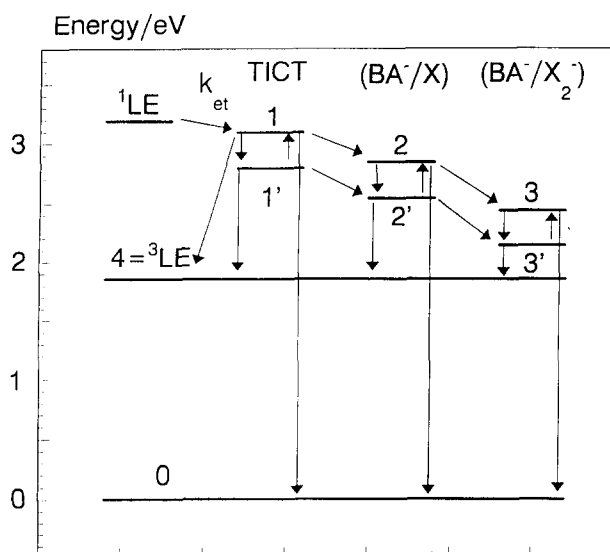 Energy/eV
TICT (BA⁻/X) (BA⁻/X₂⁻)
¹LE k_et 1
3 2
1' 2' 3
4=³LE 3'
2
1
0
0